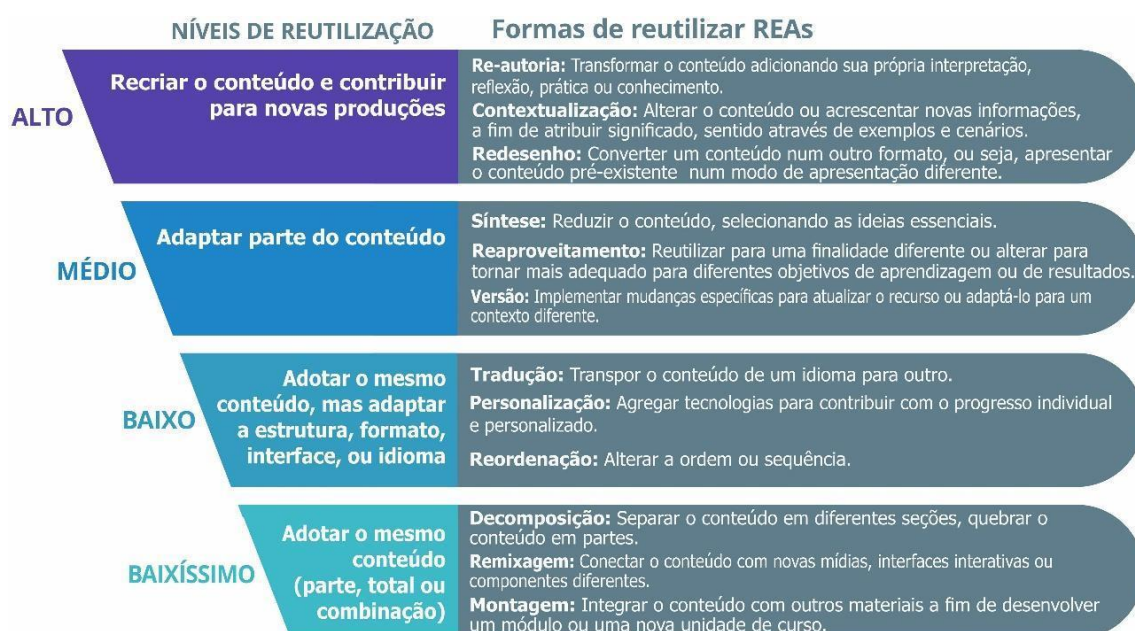 NÍVEIS DE REUTILIZAÇÃO
Formas de reutilizar REAs
ALTO
Recriar o conteúdo e contribuir
para novas produções
Re-autoria: Transformar o conteúdo adicionando sua própria interpretação,
reflexão, prática ou conhecimento.
Contextualização: Alterar o conteúdo ou acrescentar novas informações,
a fim de atribuir significado, sentido através de exemplos e cenários.
Redesenho: Converter um conteúdo num outro formato, ou seja, apresentar
o conteúdo pré-existente num modo de apresentação diferente.
MÉDIO
Adaptar parte do conteúdo
Síntese: Reduzir o conteúdo, selecionando as ideias essenciais.
Reaproveitamento: Reutilizar para uma finalidade diferente ou alterar para
tornar mais adequado para diferentes objetivos de aprendizagem ou de resultados.
Versão: Implementar mudanças específicas para atualizar o recurso ou adaptá-lo para um
contexto diferente.
BAIXO
Adotar o mesmo
conteúdo, mas adaptar
a estrutura, formato,
interface, ou idioma
Tradução: Transpor o conteúdo de um idioma para outro.
Personalização: Agregar tecnologias para contribuir com o progresso individual
e personalizado.
Reordenação: Alterar a ordem ou sequência.
BAIXÍSSIMO
Adotar o mesmo
conteúdo
(parte, total ou
combinação)
Decomposição: Separar o conteúdo em diferentes seções, quebrar o
conteúdo em partes.
Remixagem: Conectar o conteúdo com novas mídias, interfaces interativas ou
componentes diferentes.
Montagem: Integrar o conteúdo com outros materiais a fim de desenvolver
um módulo ou uma nova unidade de curso.